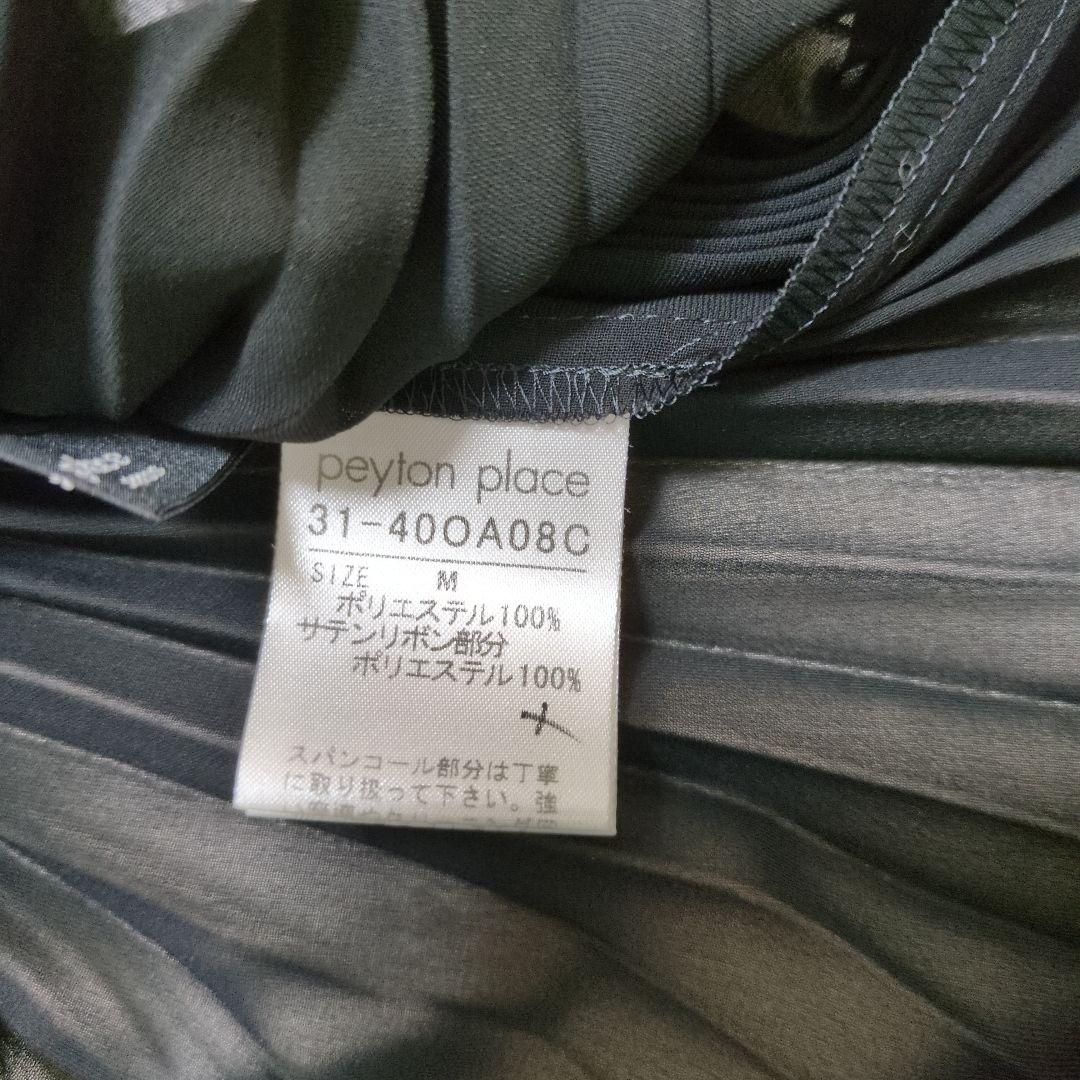 peyton place
31-40OA08C
SIZE M
ポリエステル100%
サテンリボン部分
ポリエステル100%
スパンコール部分は丁寧
に取り扱って下さい。強